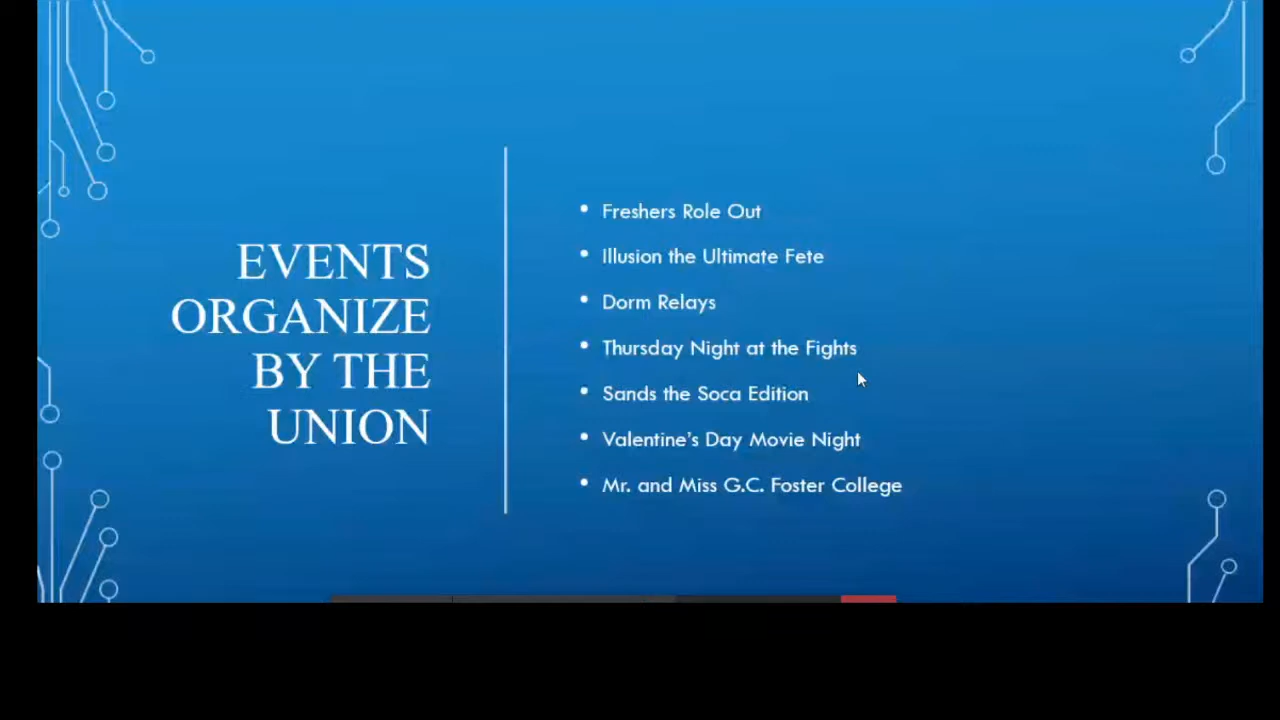 EVENTS
ORGANIZE
BY THE
UNION
• Freshers Role Out
• Illusion the Ultimate Fete
• Dorm Relays
• Thursday Night at the Fights
• Sands the Soca Edition
• Valentine's Day Movie Night
• Mr. and Miss G.C. Foster College